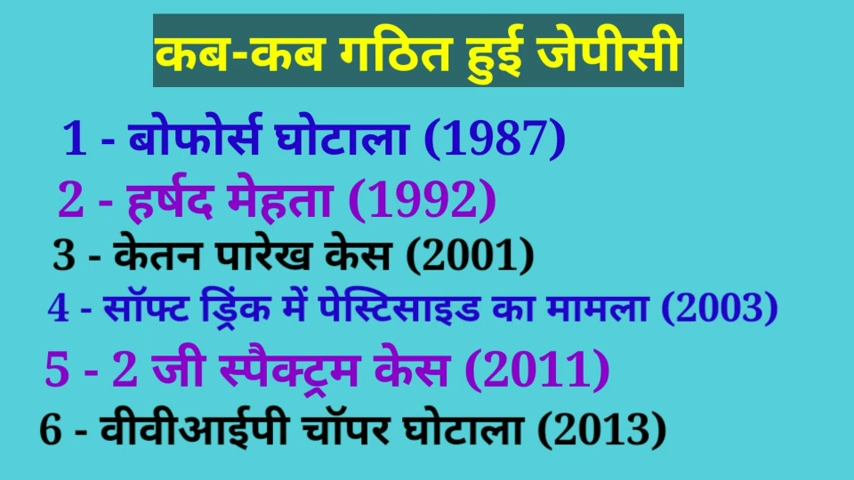 कब-कब गठित हुई जेपीसी
1 - बोफोर्स घोटाला (1987)
2 - हर्षद मेहता (1992)
3 - केतन पारेख केस (2001)
4 - सॉफ्ट ड्रिंक में पेस्टिसाइड का मामला (2003)
5 - 2 जी स्पैक्ट्रम केस (2011)
6 - वीवीआईपी चॉपर घोटाला (2013)